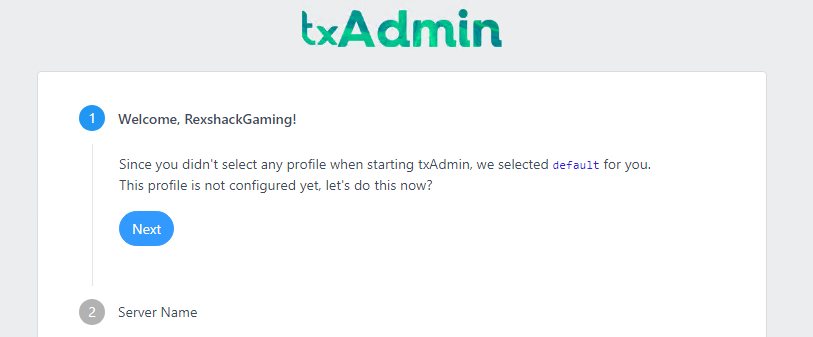 txAdmin
1 Welcome, RexshackGaming!
Since you didn't select any profile when starting txAdmin, we selected default for you.
This profile is not configured yet, let's do this now?
Next
2 Server Name